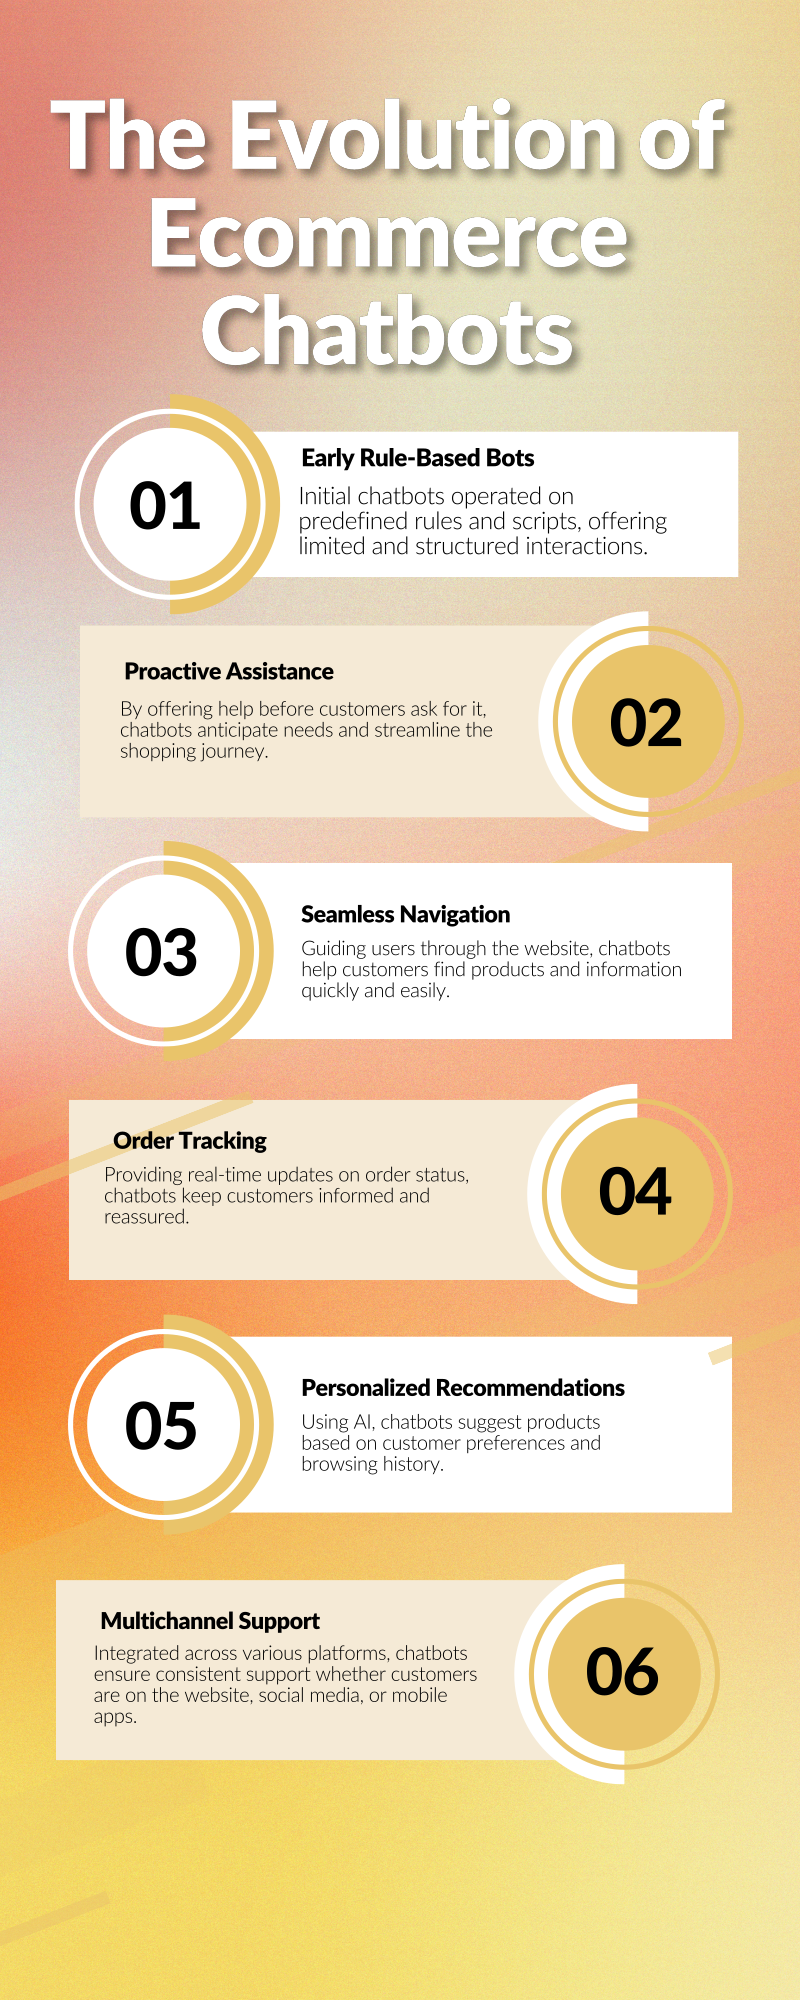 The Evolution of
Ecommerce
Chatbots
01
Early Rule-Based Bots
Initial chatbots operated on
predefined rules and scripts, offering
limited and structured interactions.
Proactive Assistance
By offering help before customers ask for it,
chatbots anticipate needs and streamline the
shopping journey.
02
03
Seamless Navigation
Guiding users through the website, chatbots
help customers find products and information
quickly and easily.
Order Tracking
Providing real-time updates on order status,
chatbots keep customers informed and
reassured.
04
05
Personalized Recommendations
Using AI, chatbots suggest products
based on customer preferences and
browsing history.
Multichannel Support
Integrated across various platforms, chatbots
ensure consistent support whether customers
are on the website, social media, or mobile
apps.
06